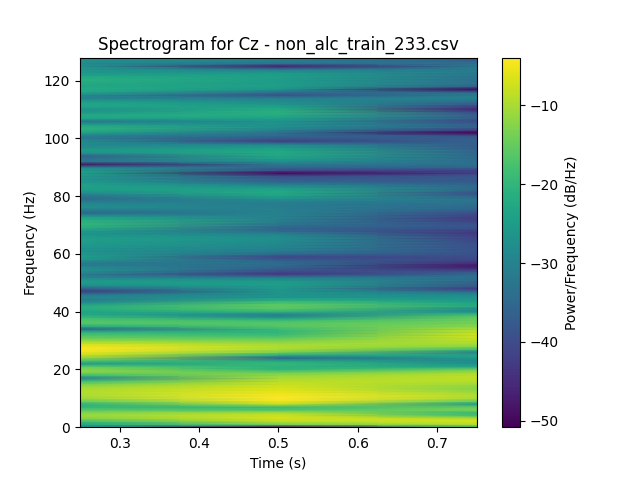 Spectrogram for Cz - non_alc_train_233.csv
120
100
80
60
40
20
0
Frequency (Hz)
0.3 0.4 0.5 0.6 0.7
Time (s)
−10
−20
−30
−40
−50
Power/Frequency (dB/Hz)